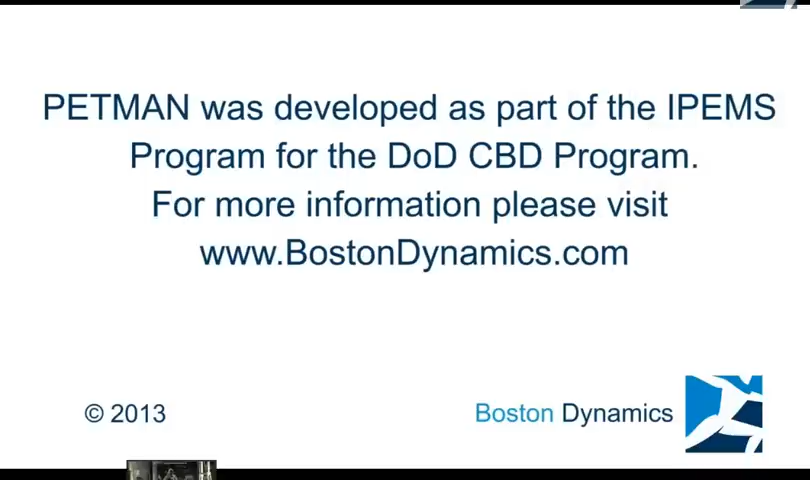 PETMAN was developed as part of the IPEMS
Program for the DoD CBD Program.
For more information please visit
www.BostonDynamics.com
© 2013
Boston Dynamics